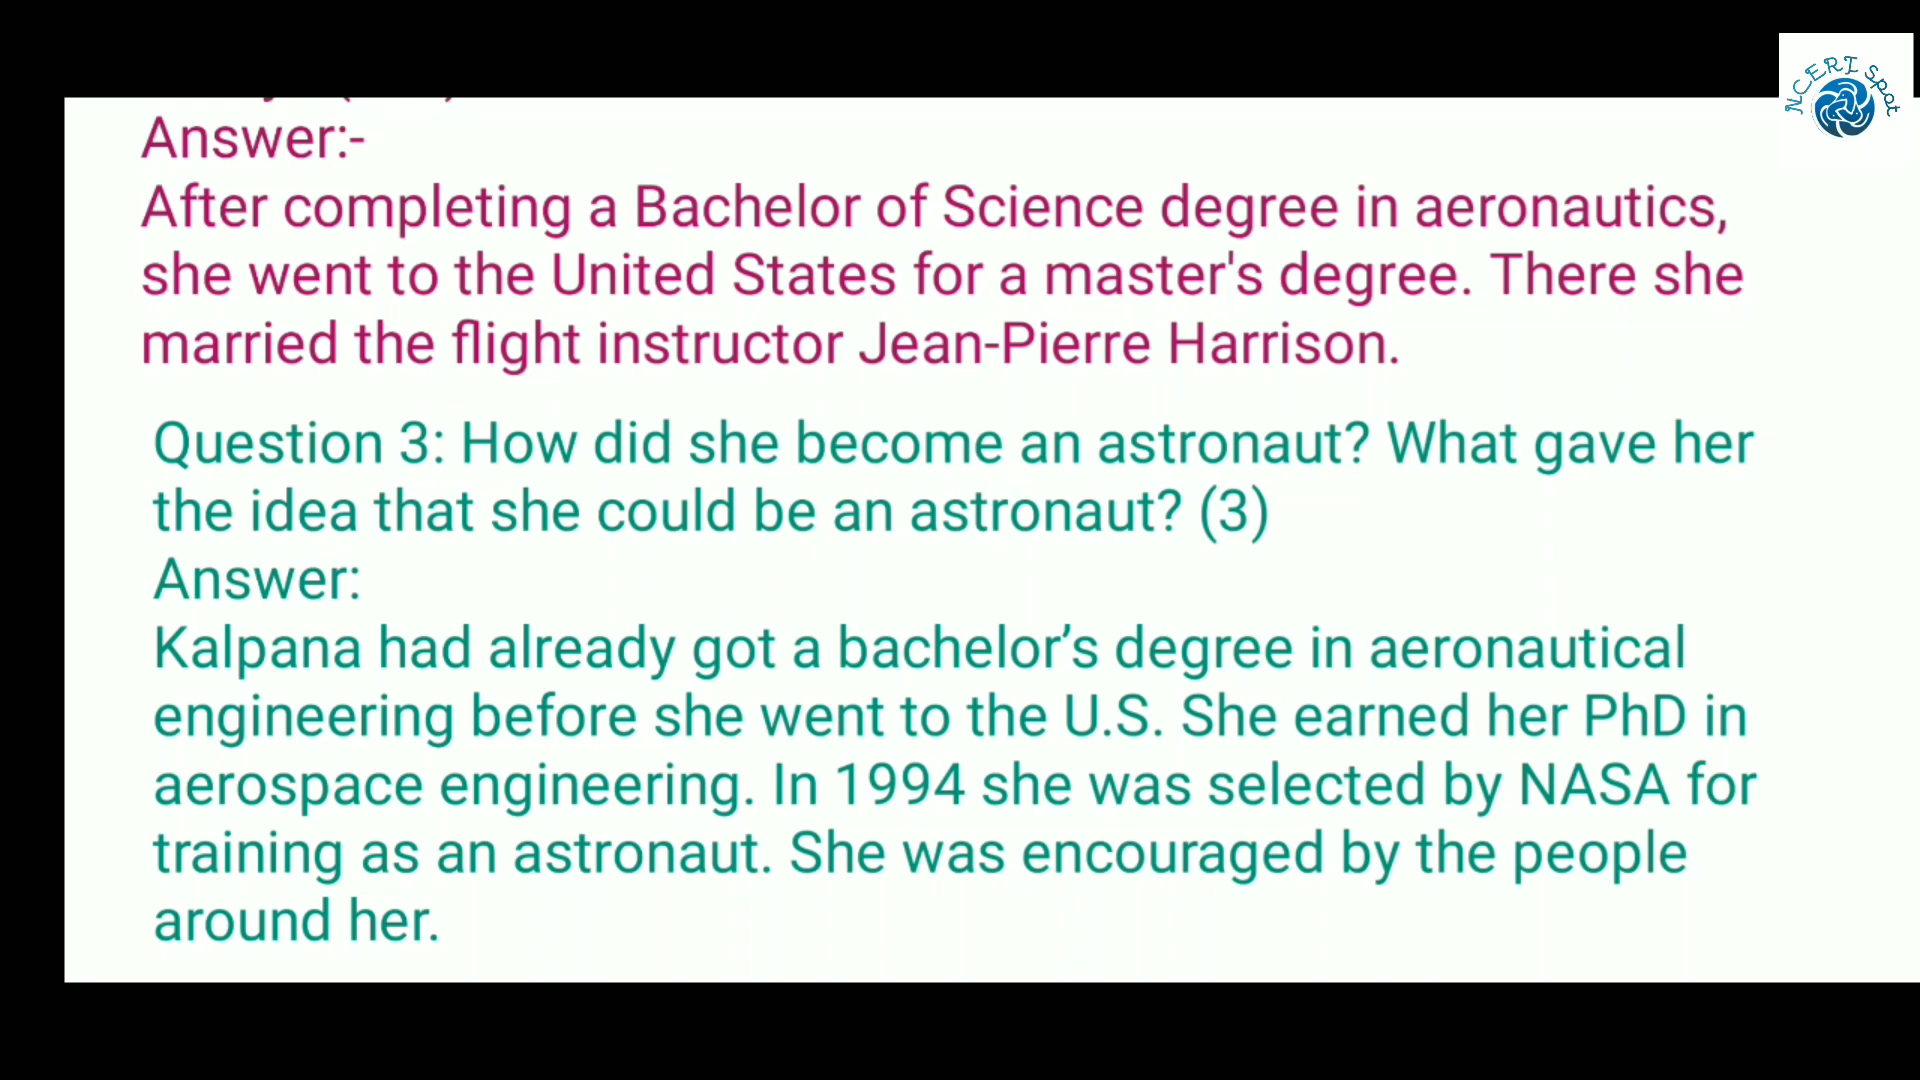 NCERI Spot
Answer:-
After completing a Bachelor of Science degree in aeronautics,
she went to the United States for a master's degree. There she
married the flight instructor Jean-Pierre Harrison.
Question 3: How did she become an astronaut? What gave her
the idea that she could be an astronaut? (3)
Answer:
Kalpana had already got a bachelor’s degree in aeronautical
engineering before she went to the U.S. She earned her PhD in
aerospace engineering. In 1994 she was selected by NASA for
training as an astronaut. She was encouraged by the people
around her.